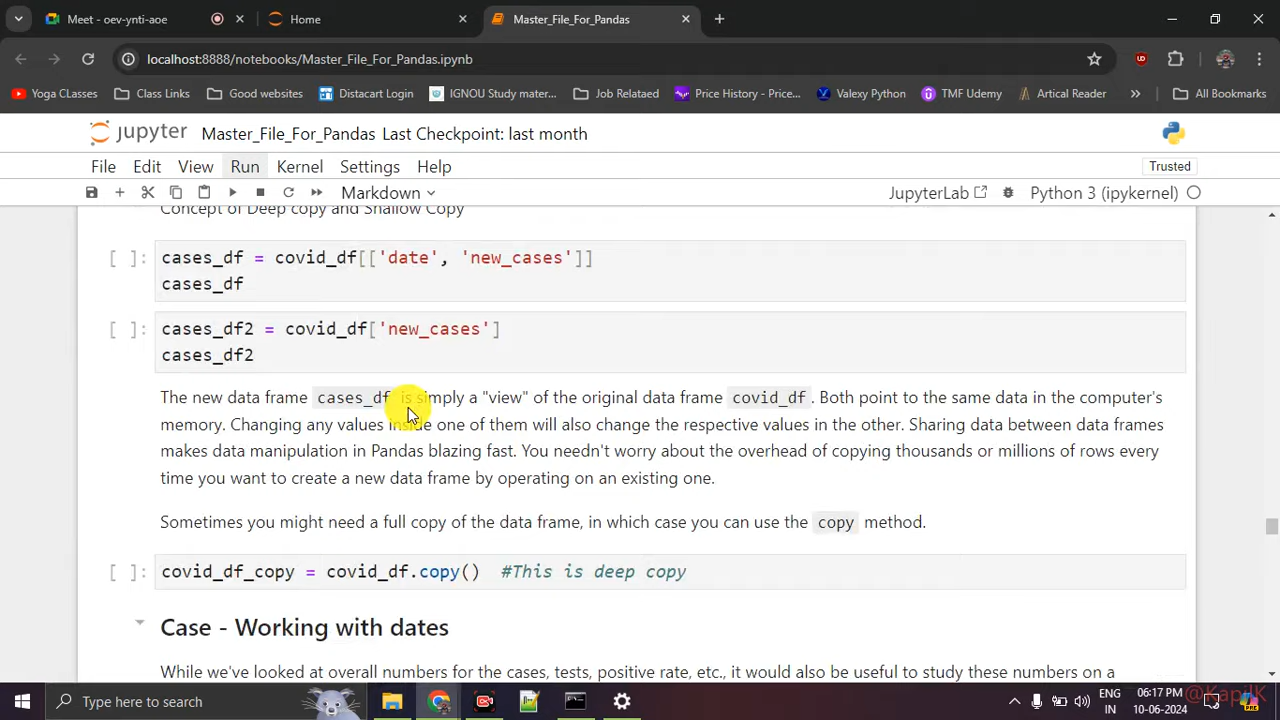 Meet - oev-ynti-aoe
Home
Master_File_For_Pandas
localhost:8888/notebooks/Master_File_For_Pandas.ipynb
Yoga ClAsses
Class Links
Good websites
Distacart Login
IGNOU Study mater...
Job Relataed
Price History - Price...
Valexy Python
TMF Udemy
Artical Reader
All Bookmarks
jupyter Master_File_For_Pandas Last Checkpoint: last month
File Edit View Run Kernel Settings Help
Trusted
Markdown
JupyterLab
Python 3 (ipykernel)
Concept of Deep copy and Shallow Copy
[ ]: cases_df = covid_df[['date', 'new_cases']]
cases_df
[ ]: cases_df2 = covid_df['new_cases']
cases_df2
The new data frame cases_df is simply a "view" of the original data frame covid_df. Both point to the same data in the computer's
memory. Changing any values inside one of them will also change the respective values in the other. Sharing data between data frames
makes data manipulation in Pandas blazing fast. You needn't worry about the overhead of copying thousands or millions of rows every
time you want to create a new data frame by operating on an existing one.
Sometimes you might need a full copy of the data frame, in which case you can use the copy method.
[ ]: covid_df_copy = covid_df.copy() #This is deep copy
Case - Working with dates
While we've looked at overall numbers for the cases, tests, positive rate, etc., it would also be useful to study these numbers on a
Type here to search
ENG
IN
06:17 PM
10-06-2024
@KapilK